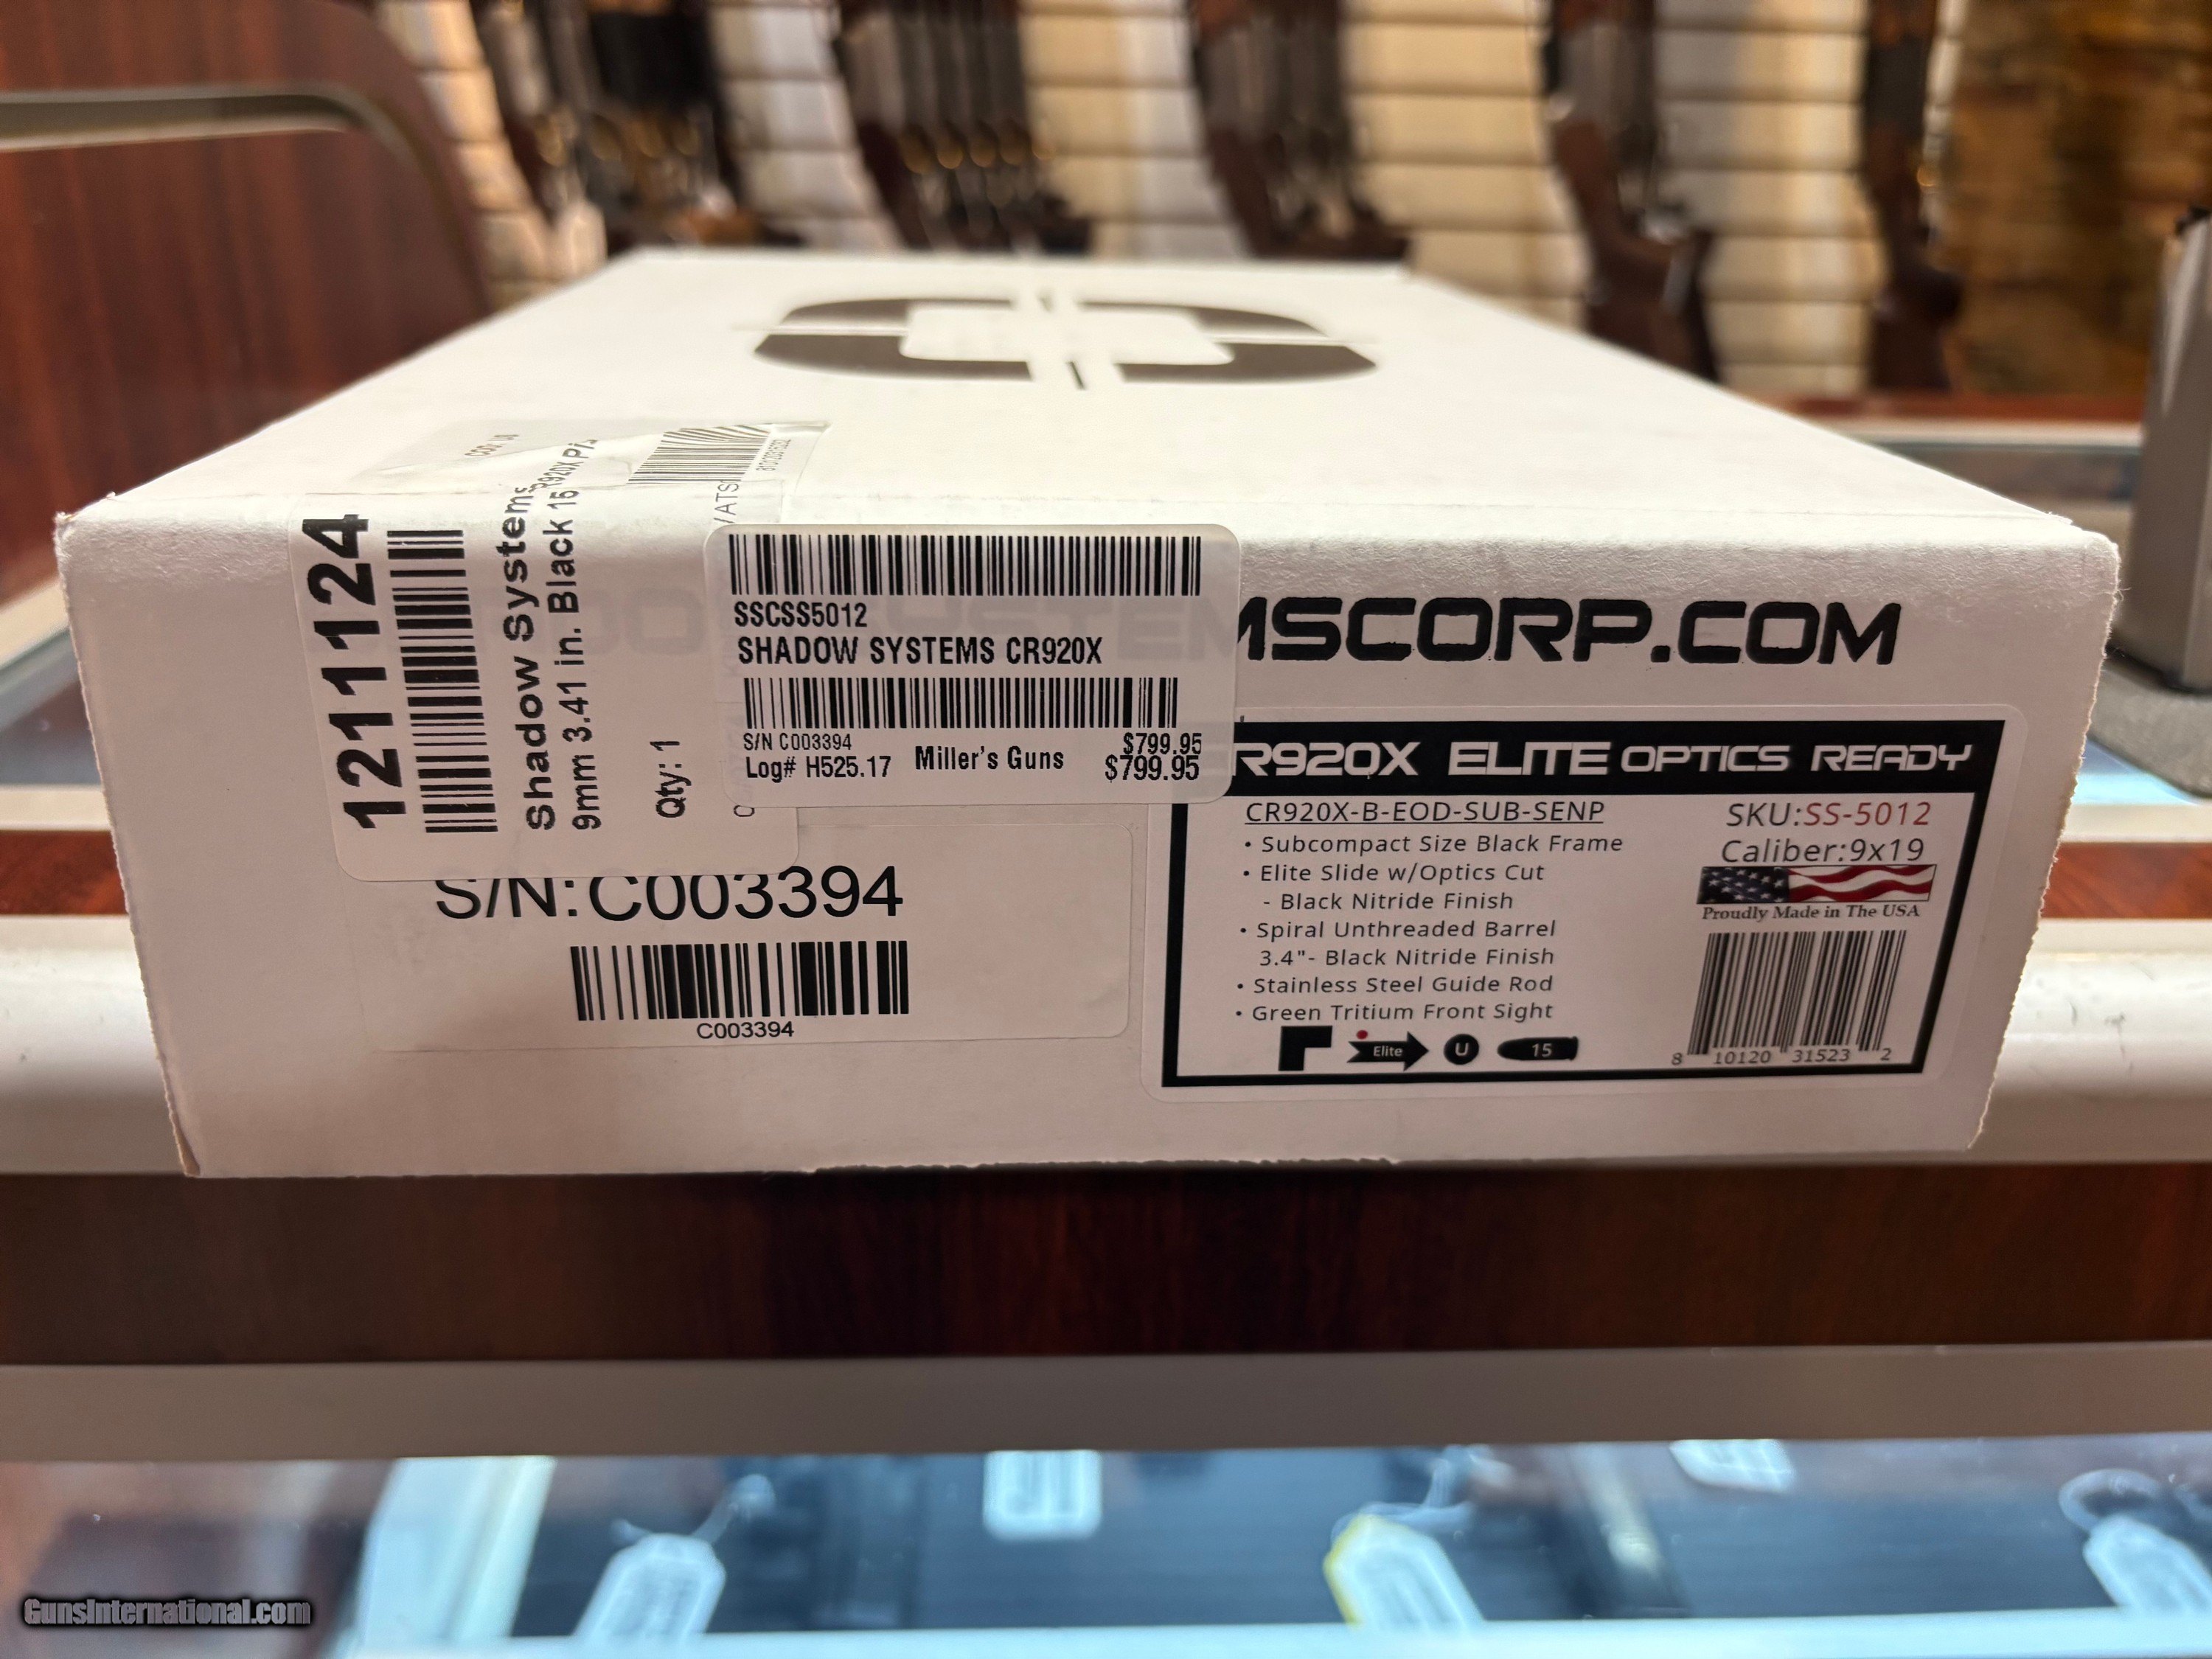 121124
Shadow Systems
9mm 3.41 in. Black 15
R920X
Qty: 1
SSCSS5012
SHADOW SYSTEMS CR920X
S/N C003394
$799.95
Log# H525.17
Miller's Guns
$799.95
MSCORP.COM
R920X ELITE OPTICS READY
CR920X-B-EOD-SUB-SENP
• Subcompact Size Black Frame
• Elite Slide w/Optics Cut
- Black Nitride Finish
• Spiral Unthreaded Barrel
3.4"- Black Nitride Finish
• Stainless Steel Guide Rod
• Green Tritium Front Sight
Elite
U
15
SKU:SS-5012
Caliber:9x19
Proudly Made in The USA
8 10120 31523 2
S/N:C003394
C003394
GunsInternational.com